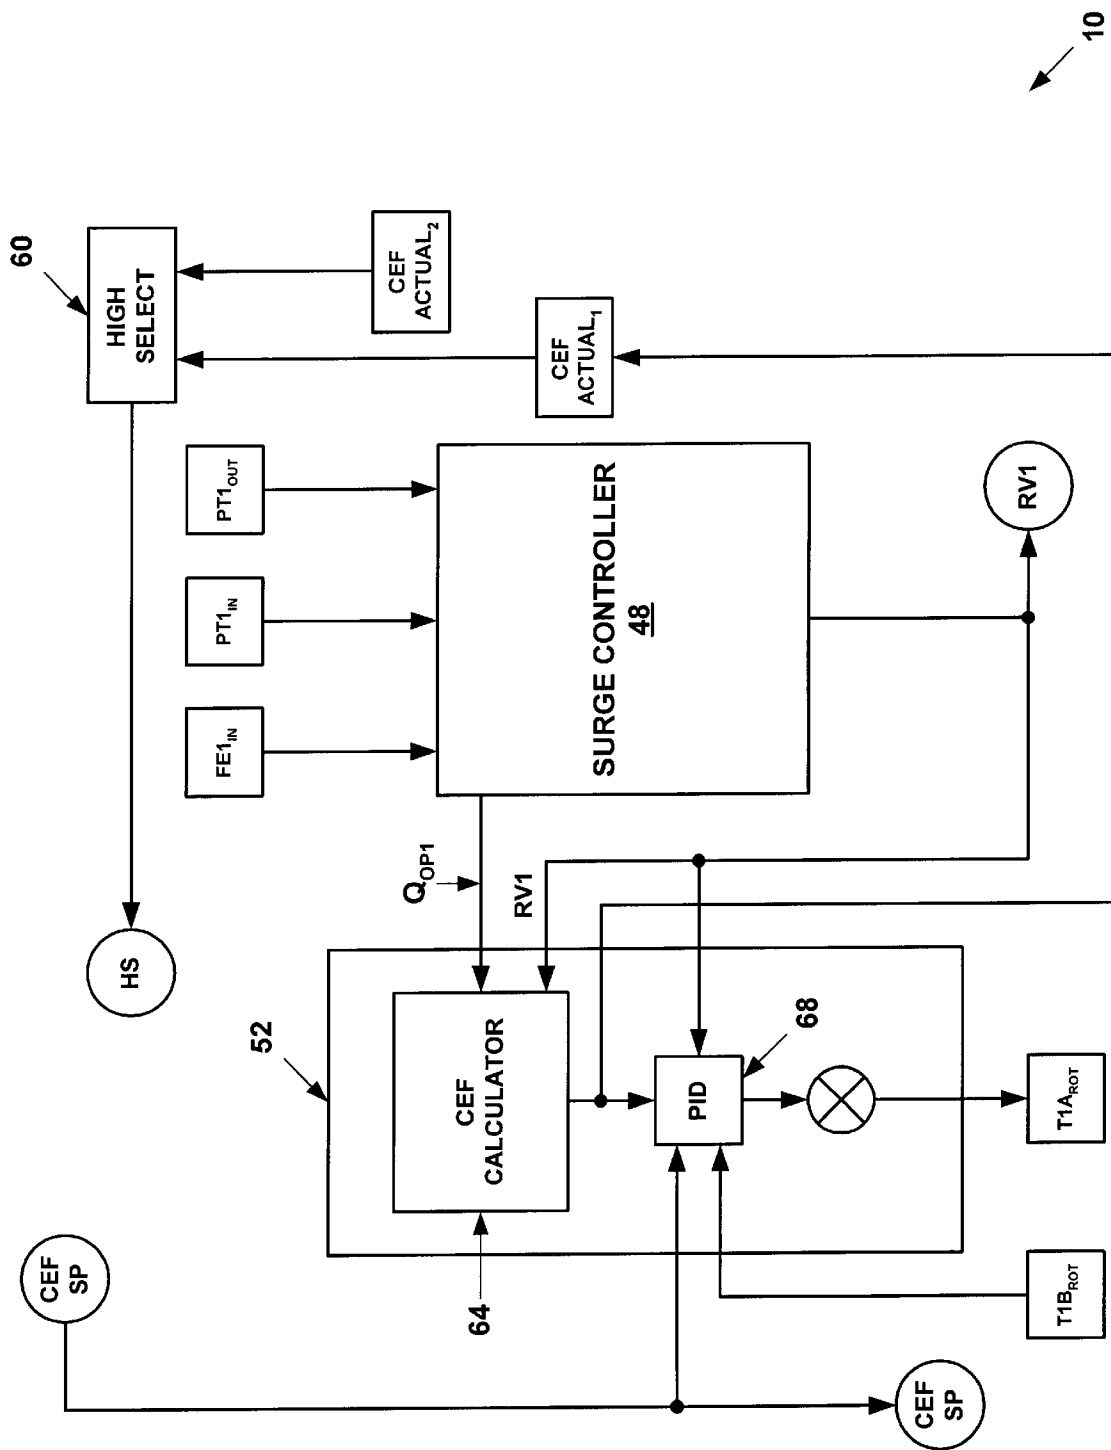 60
CEF
SP
HS
HIGH
SELECT
52
FE1IN
PT1IN
PT1OUT
CEF
ACTUAL2
QOP1
64
CEF
CALCULATOR
RV1
CEF
ACTUAL1
SURGE CONTROLLER
48
PID
68
CEF
SP
T1BROT
T1AROT
RV1
10